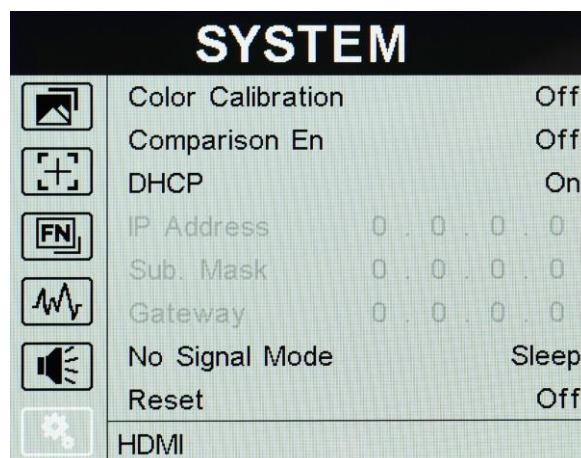 SYSTEM
Color Calibration Off
Comparison En Off
DHCP On
IP Address 0 . 0 . 0 . 0
Sub. Mask 0 . 0 . 0 . 0
FN
Gateway 0 . 0 . 0 . 0
No Signal Mode Sleep
Reset Off
HDMI